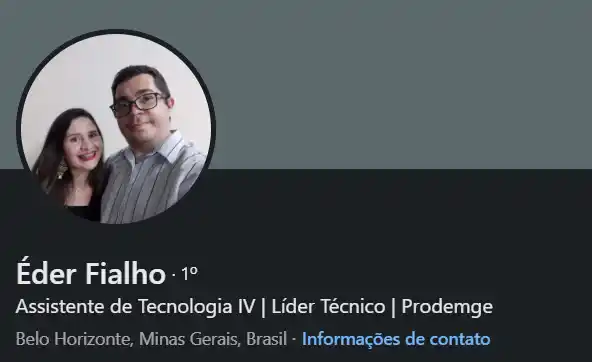 Éder Fialho · 1º
Assistente de Tecnologia IV | Líder Técnico | Prodemge
Belo Horizonte, Minas Gerais, Brasil · Informações de contato